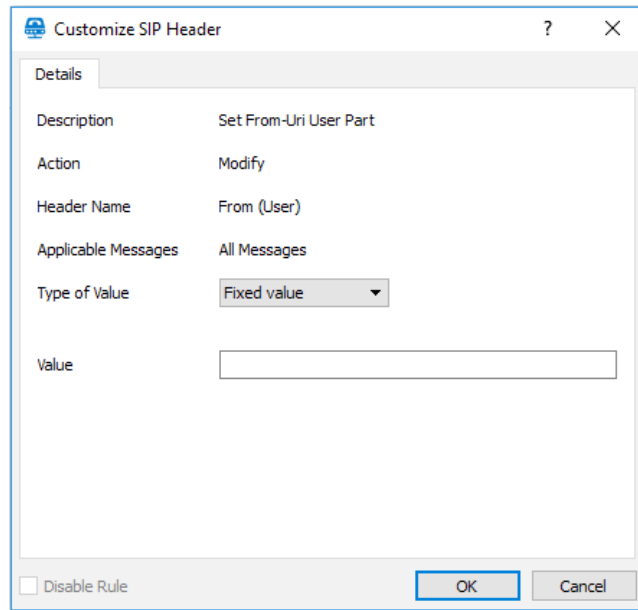 Customize SIP Header
?
Details
Description Set From-Uri User Part
Action Modify
Header Name From (User)
Applicable Messages All Messages
Type of Value Fixed value
Value
Disable Rule OK Cancel